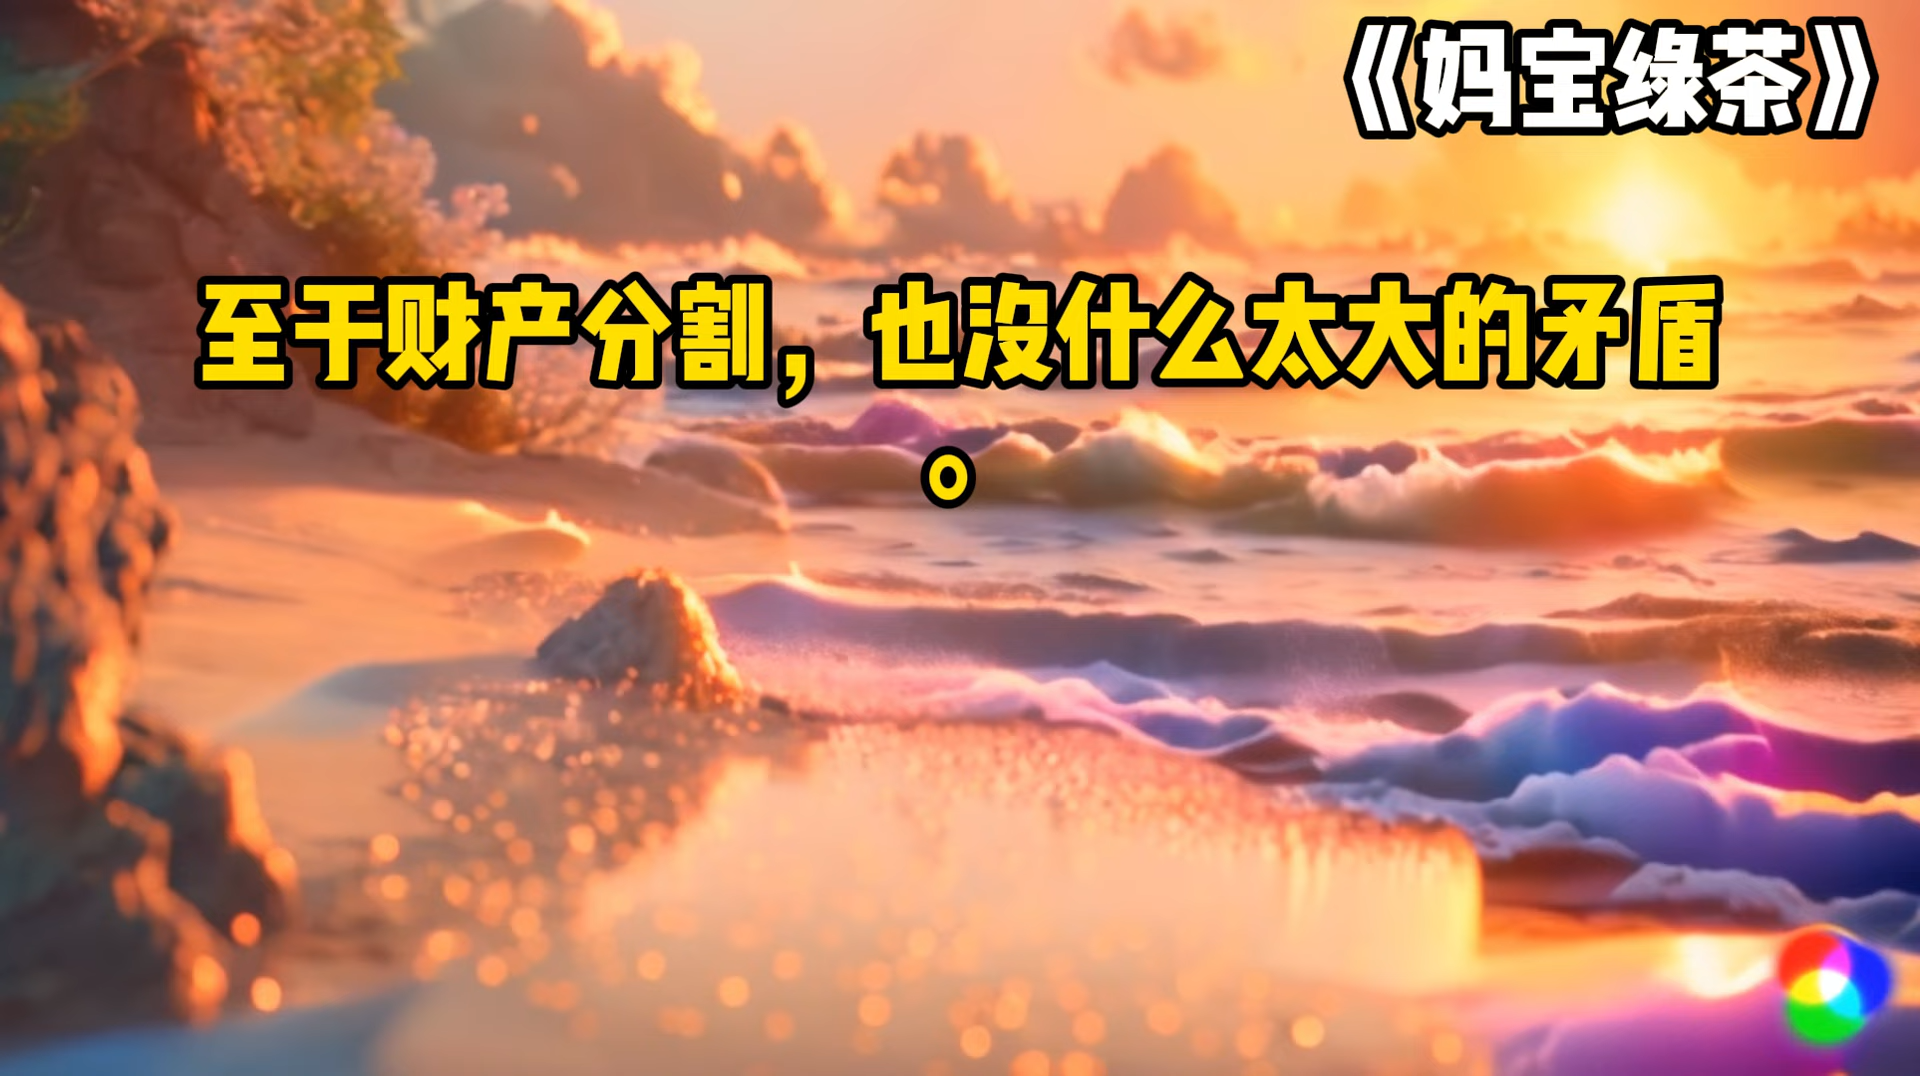 《妈宝绿茶》
至于财产分割，也没什么太大的矛盾
。